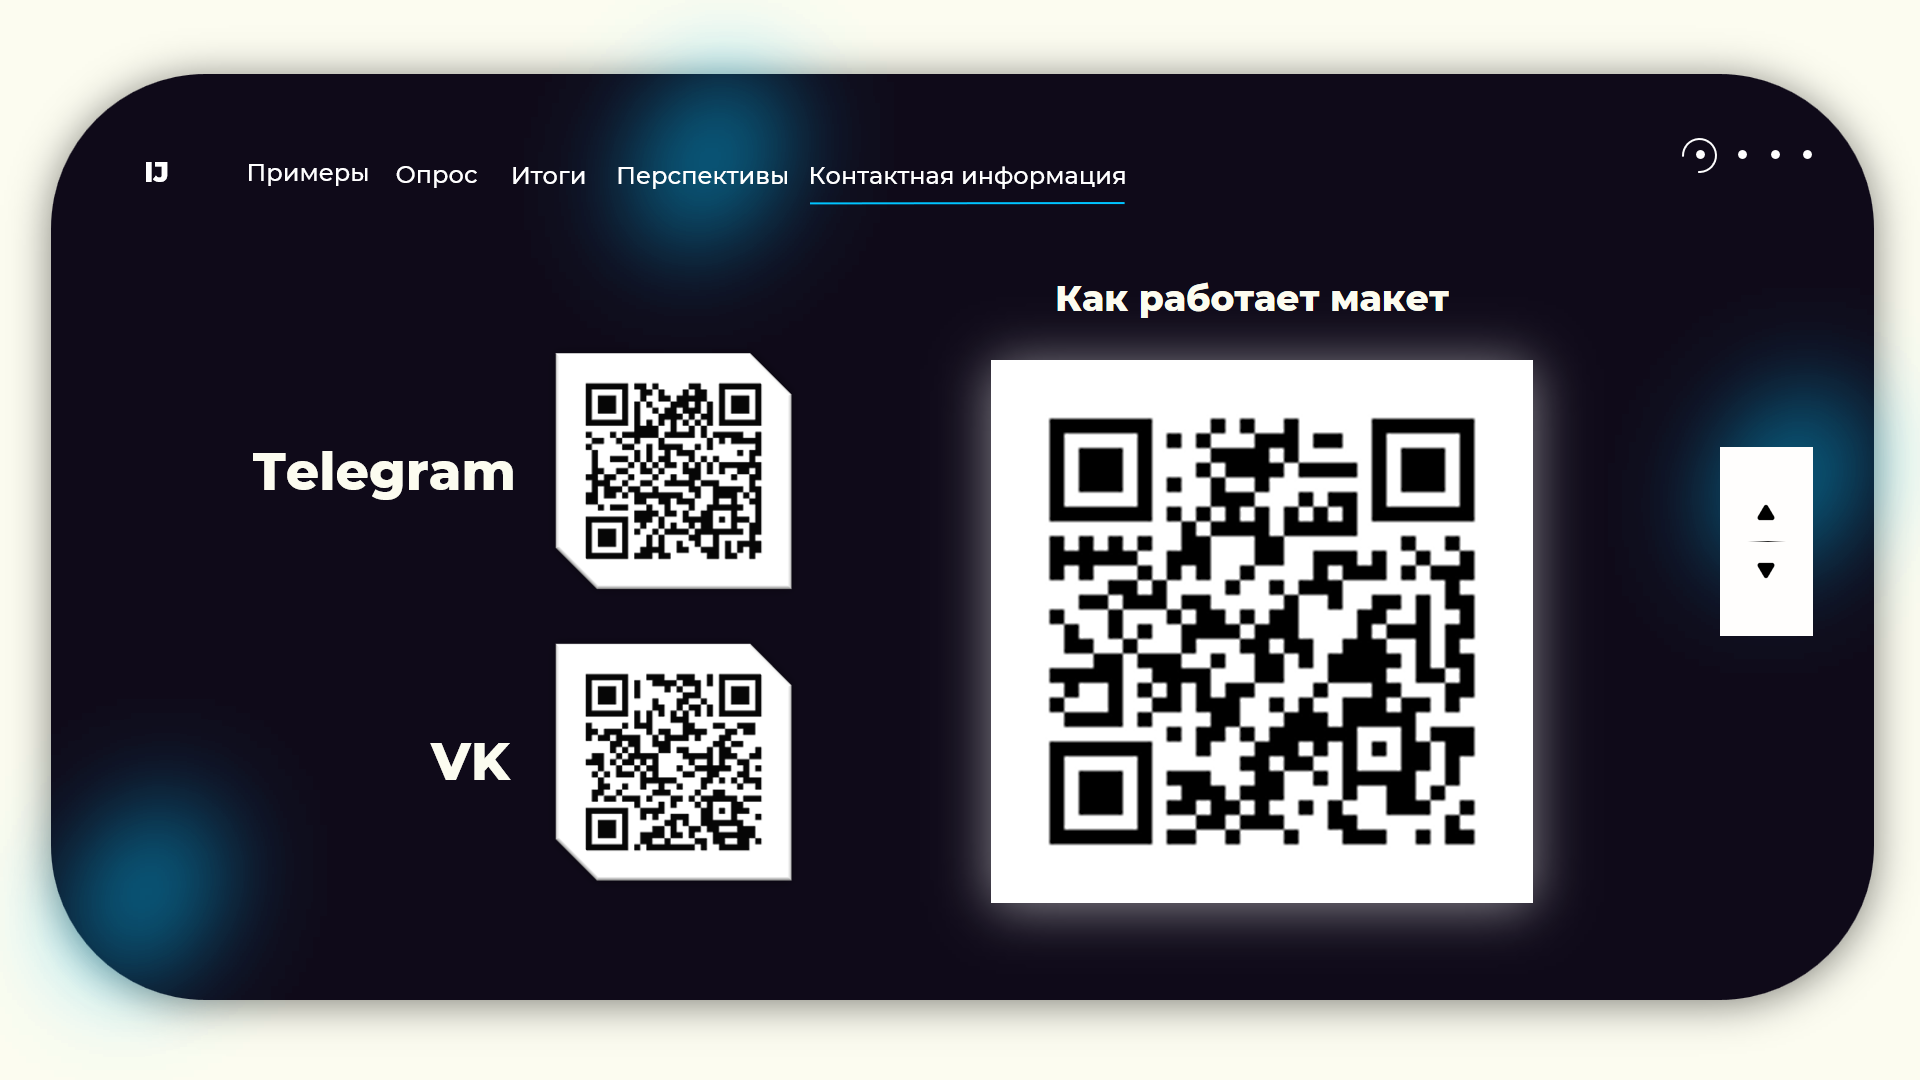 IJ
Примеры Опрос Итоги Перспективы Контактная информация
Как работает макет
Telegram
VK